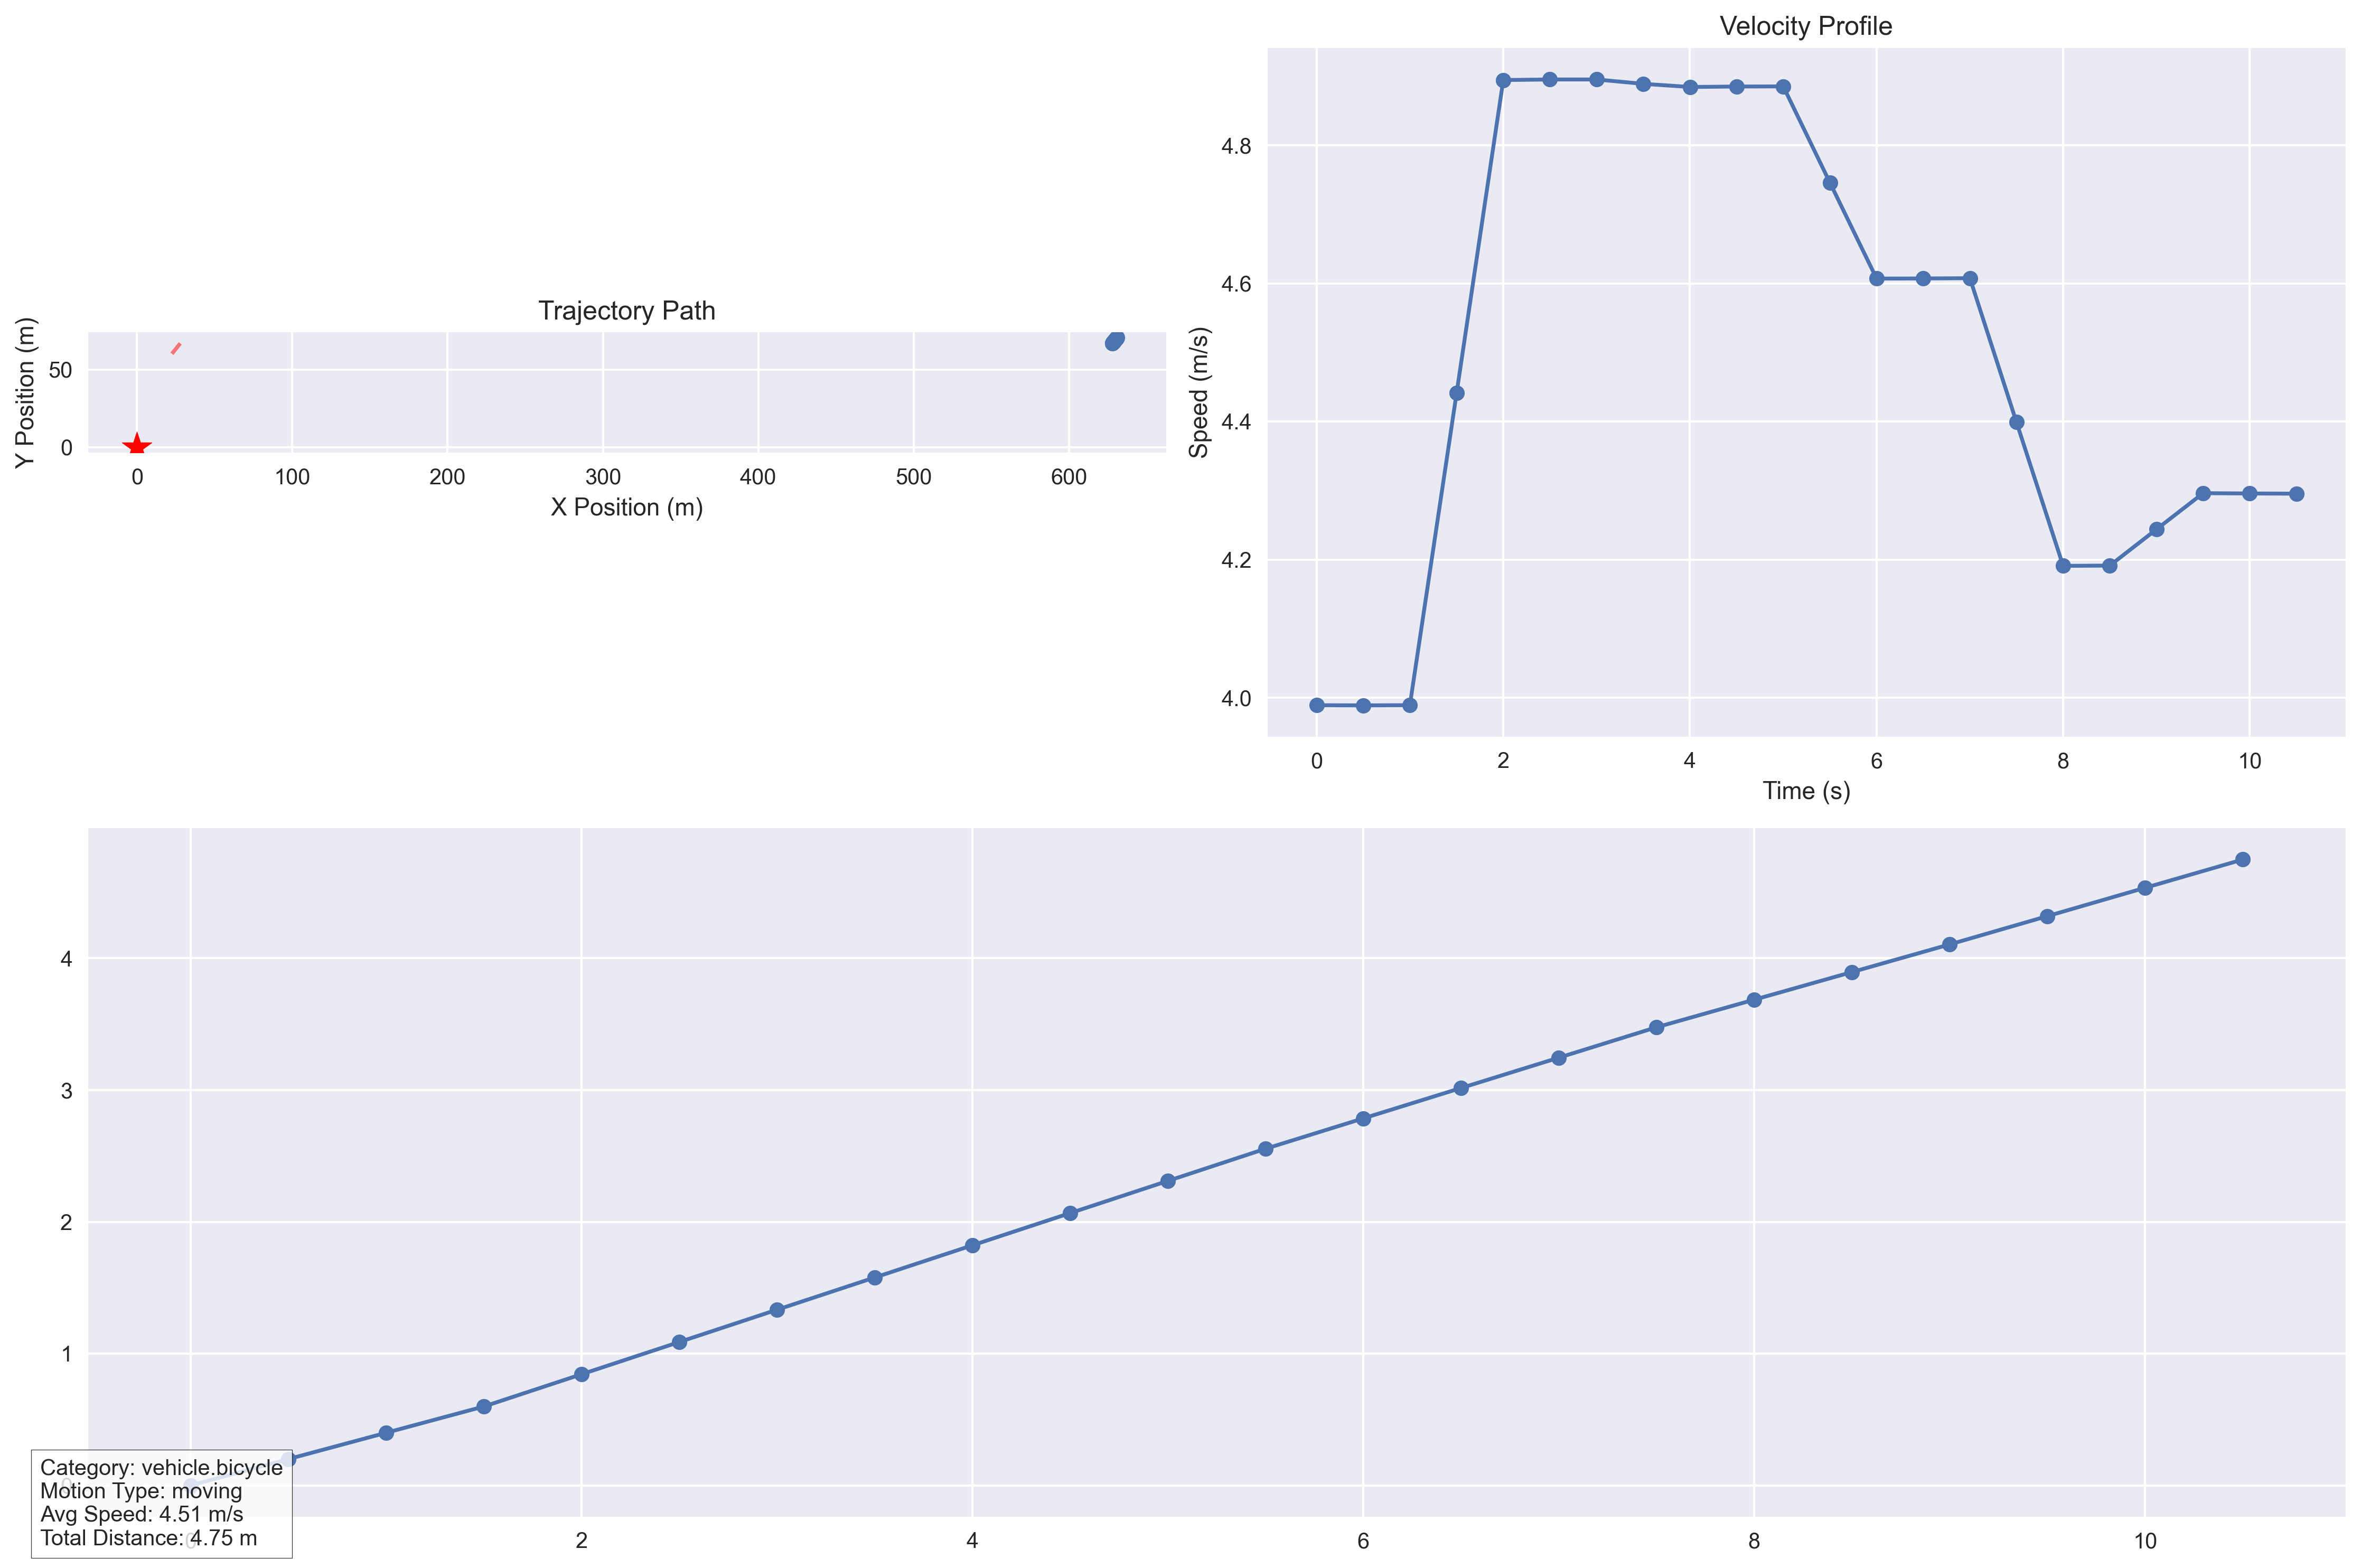 Velocity Profile
4.8
4.6
4.4
4.2
4.0
Speed (m/s)
0 2 4 6 8 10
Time (s)
Trajectory Path
Y Position (m)
50
0
0 100 200 300 400 500 600
X Position (m)
4
3
2
1
0
Category: vehicle.bicycle
Motion Type: moving
Avg Speed: 4.51 m/s
Total Distance: 4.75 m
0 2 4 6 8 10